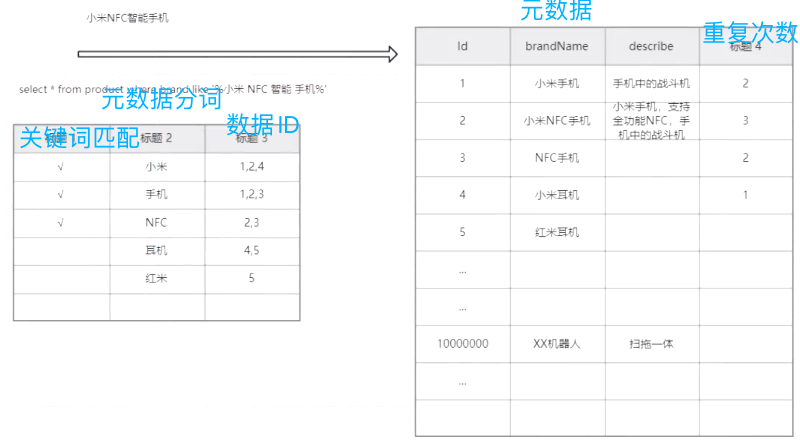 小米NFC智能手机
select * from product where brand like '%小米 NFC 智能 手机%'
元数据分词
关键词匹配
数据ID
标题 2
标题 3
√ 小米 1,2,4
√ 手机 1,2,3
√ NFC 2,3
耳机 4,5
红米 5
元数据
重复次数
Id brandName describe 标题 4
1 小米手机 手机中的战斗机 2
2 小米NFC手机 小米手机，支持 3
全功能NFC，手
机中的战斗机
3 NFC手机 2
4 小米耳机 1
5 红米耳机
...
...
10000000 XX机器人 扫拖一体
...